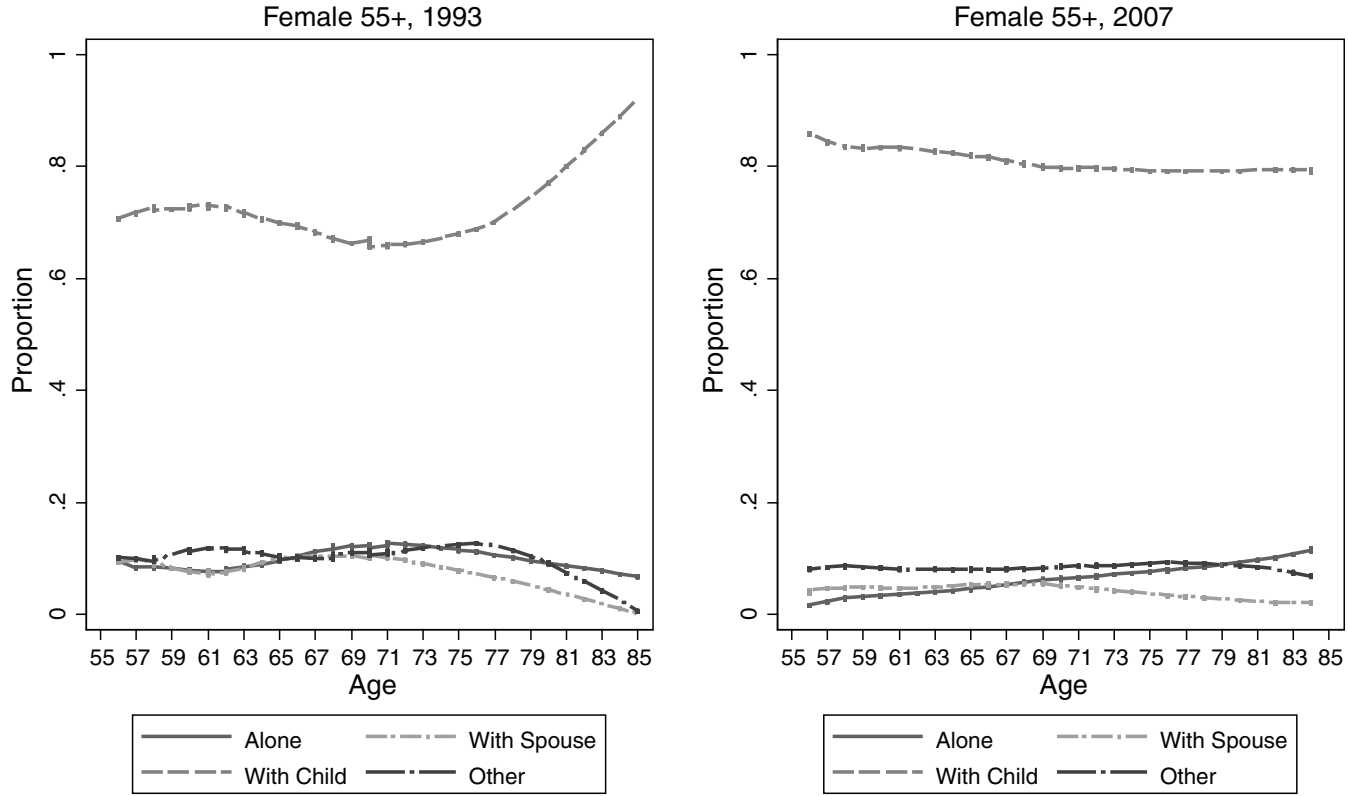 Female 55+, 1993
Proportion
1
.8
.6
.4
.2
0
55 57 59 61 63 65 67 69 71 73 75 77 79 81 83 85
Age
Alone
With Spouse
With Child
Other
Female 55+, 2007
Proportion
1
.8
.6
.4
.2
0
55 57 59 61 63 65 67 69 71 73 75 77 79 81 83 85
Age
Alone
With Spouse
With Child
Other